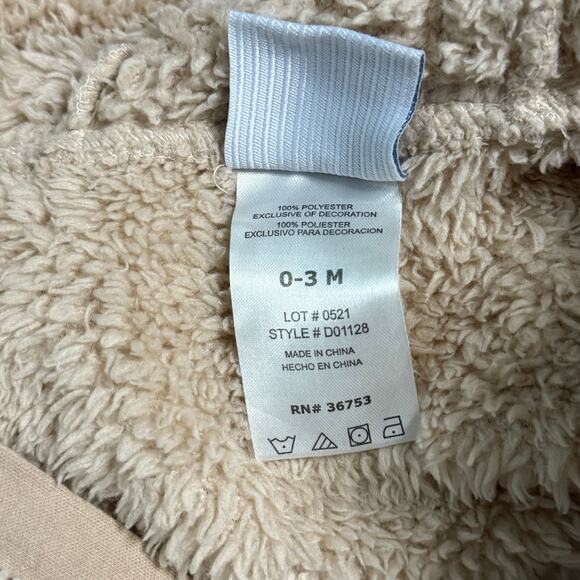 100% POLYESTER
EXCLUSIVE OF DECORATION
100% POLIESTER
EXCLUSIVO PARA DECORACION
0-3 M
LOT # 0521
STYLE # D01128
MADE IN CHINA
HECHO EN CHINA
RN# 36753